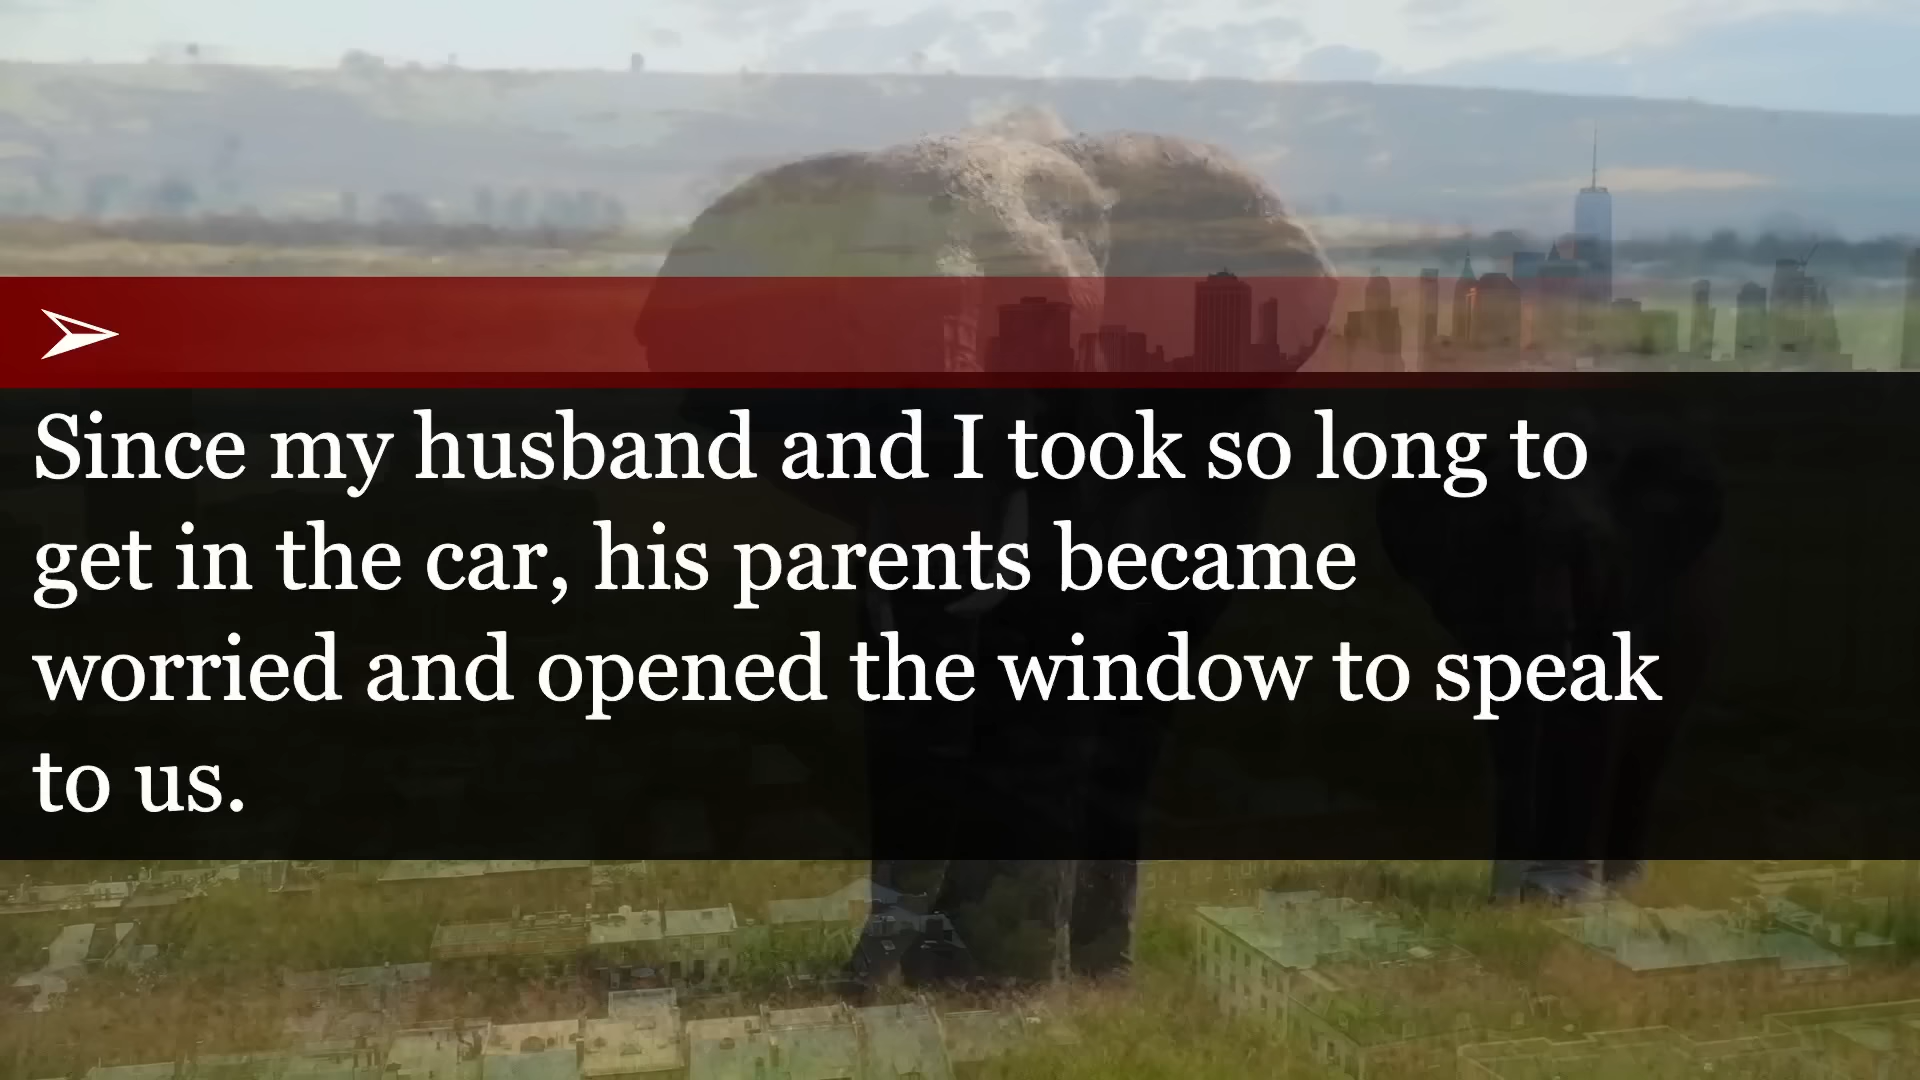 Since my husband and I took so long to
get in the car, his parents became
worried and opened the window to speak
to us.